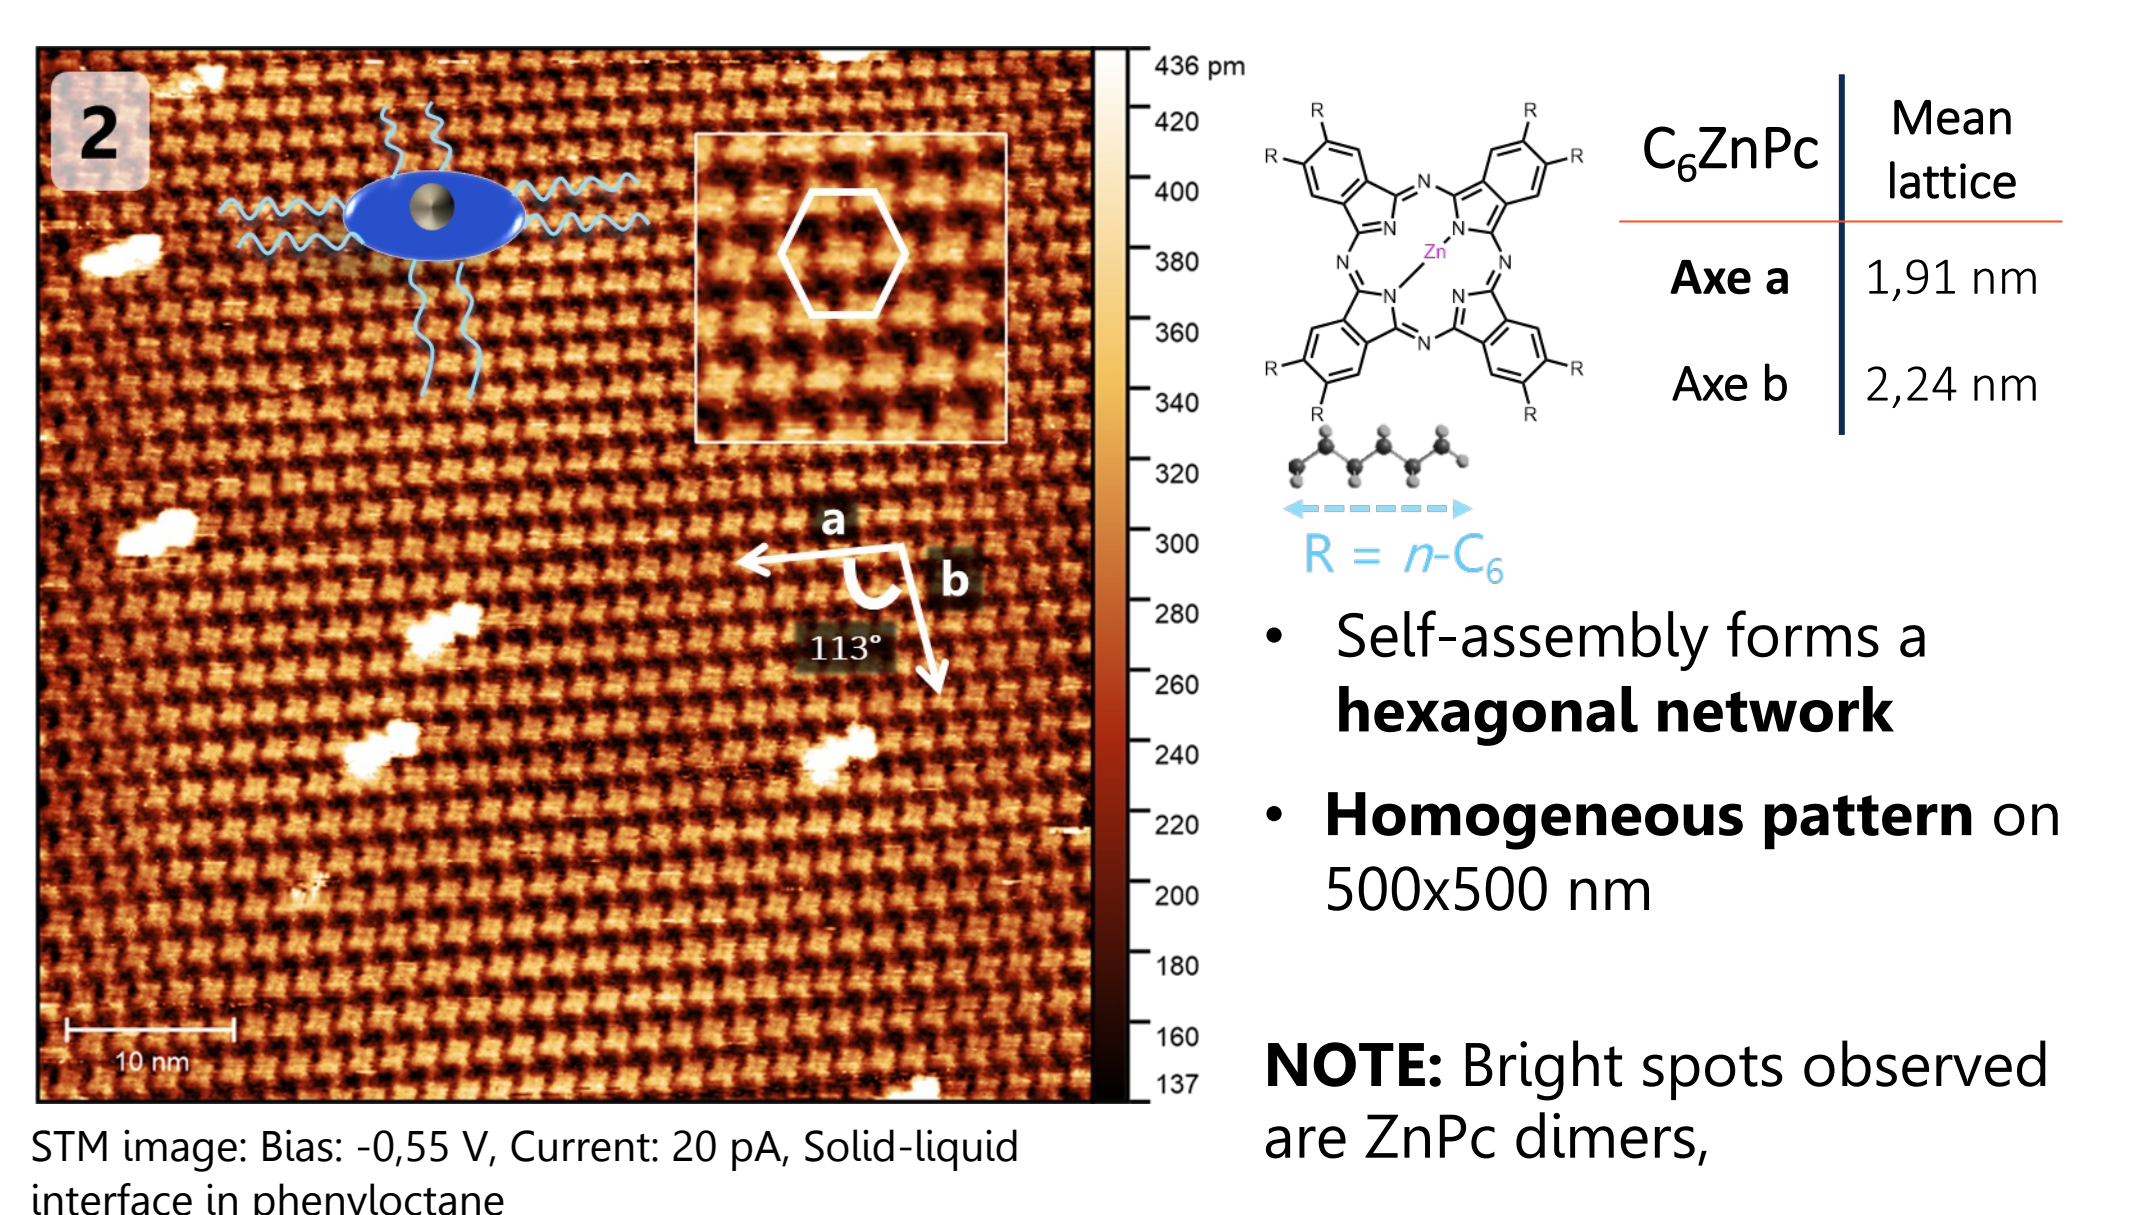 2
a
b
113°
10 nm
436 pm
420
400
380
360
340
320
300
280
260
240
220
200
180
160
137
STM image: Bias: -0,55 V, Current: 20 pA, Solid-liquid
interface in phenyloctane
R R
R R
N
N N
Zn
N N
N N
N
R R
R R
R = n-C₆
C₆ZnPc
Mean
lattice
Axe a 1,91 nm
Axe b 2,24 nm
• Self-assembly forms a
hexagonal network
• Homogeneous pattern on
500x500 nm
NOTE: Bright spots observed
are ZnPc dimers,